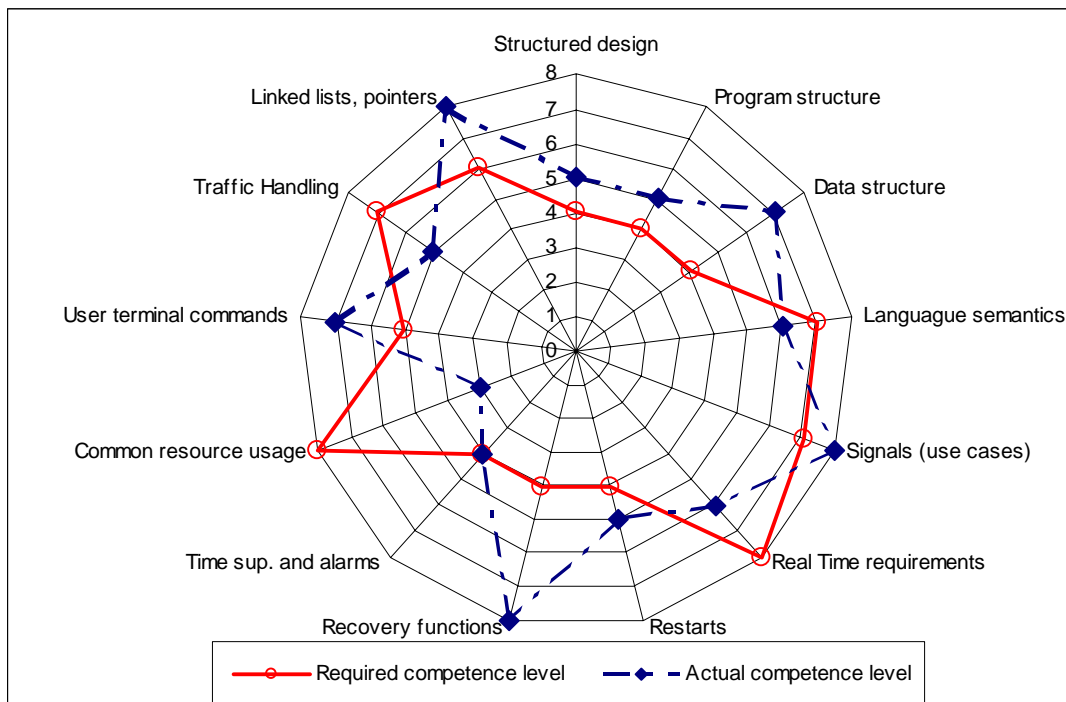 Structured design
Program structure
Data structure
Languague semantics
Signals (use cases)
Real Time requirements
Restarts
Recovery functions
Time sup. and alarms
Common resource usage
User terminal commands
Traffic Handling
Linked lists, pointers
8
7
6
5
4
3
2
1
0
Required competence level
Actual competence level